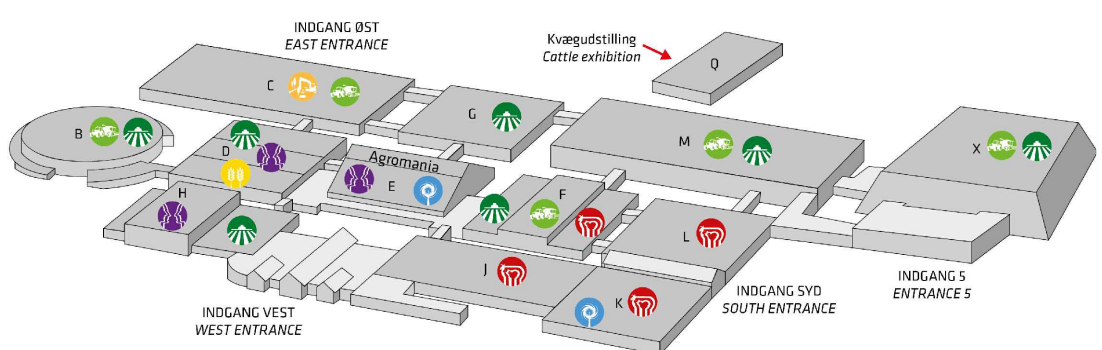 INDGANG ØST
EAST ENTRANCE
Kvægudstilling
Cattle exhibition
Q
C
G
B
D
Agromania
E
M
X
H
F
L
J
K
INDGANG VEST
WEST ENTRANCE
INDGANG SYD
SOUTH ENTRANCE
INDGANG 5
ENTRANCE 5